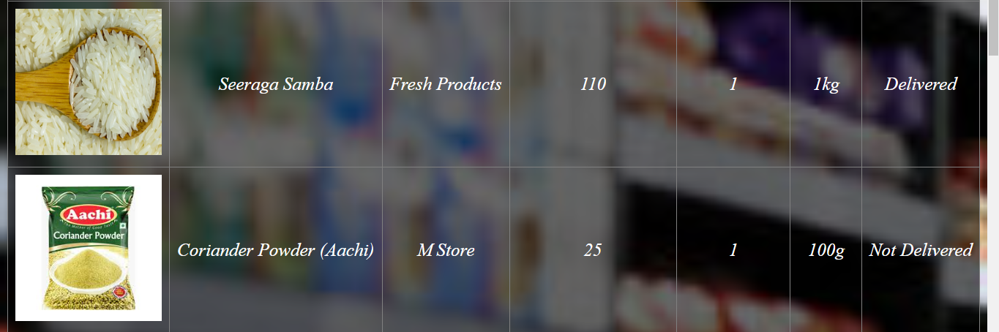 Seeraga Samba Fresh Products 110 1 1kg Delivered
Aachi
Coriander Powder
Coriander Powder (Aachi) M Store 25 1 100g Not Delivered